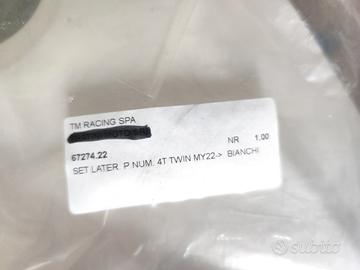 TM RACING SPA
67274.22 NR 1.00
SET LATER. P.NUM. 4T TWIN MY22-> BIANCHI
subito